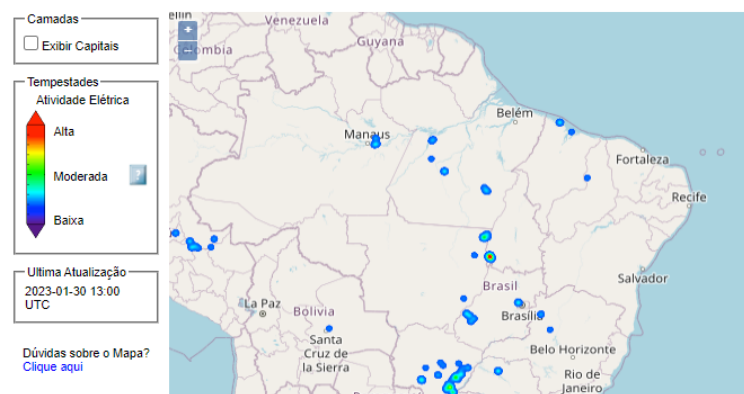 Camadas
Exibir Capitais
Tempestades
Atividade Elétrica
Alta
Moderada
?
Baixa
Ultima Atualização
2023-01-30 13:00
UTC
Dúvidas sobre o Mapa?
Clique aqui
+
−
Venezuela
Guyana
Colombia
Belém
Manaus
Fortaleza
Recife
Salvador
Brasil
Brasília
La Paz
Bolivia
Santa
Cruz de
la Sierra
Belo Horizonte
Rio de
Janeiro